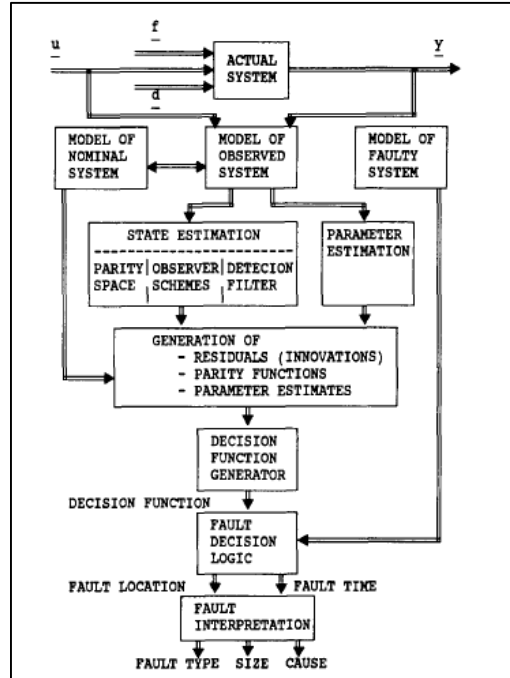 f
u
ACTUAL
SYSTEM
y
d
MODEL OF
NOMINAL
SYSTEM
MODEL OF
OBSERVED
SYSTEM
MODEL OF
FAULTY
SYSTEM
STATE ESTIMATION
PARITY
SPACE
OBSERVER
SCHEMES
DETECION
FILTER
PARAMETER
ESTIMATION
GENERATION OF
- RESIDUALS (INNOVATIONS)
- PARITY FUNCTIONS
- PARAMETER ESTIMATES
DECISION
FUNCTION
GENERATOR
DECISION FUNCTION
FAULT
DECISION
LOGIC
FAULT LOCATION
FAULT TIME
FAULT
INTERPRETATION
FAULT TYPE SIZE CAUSE